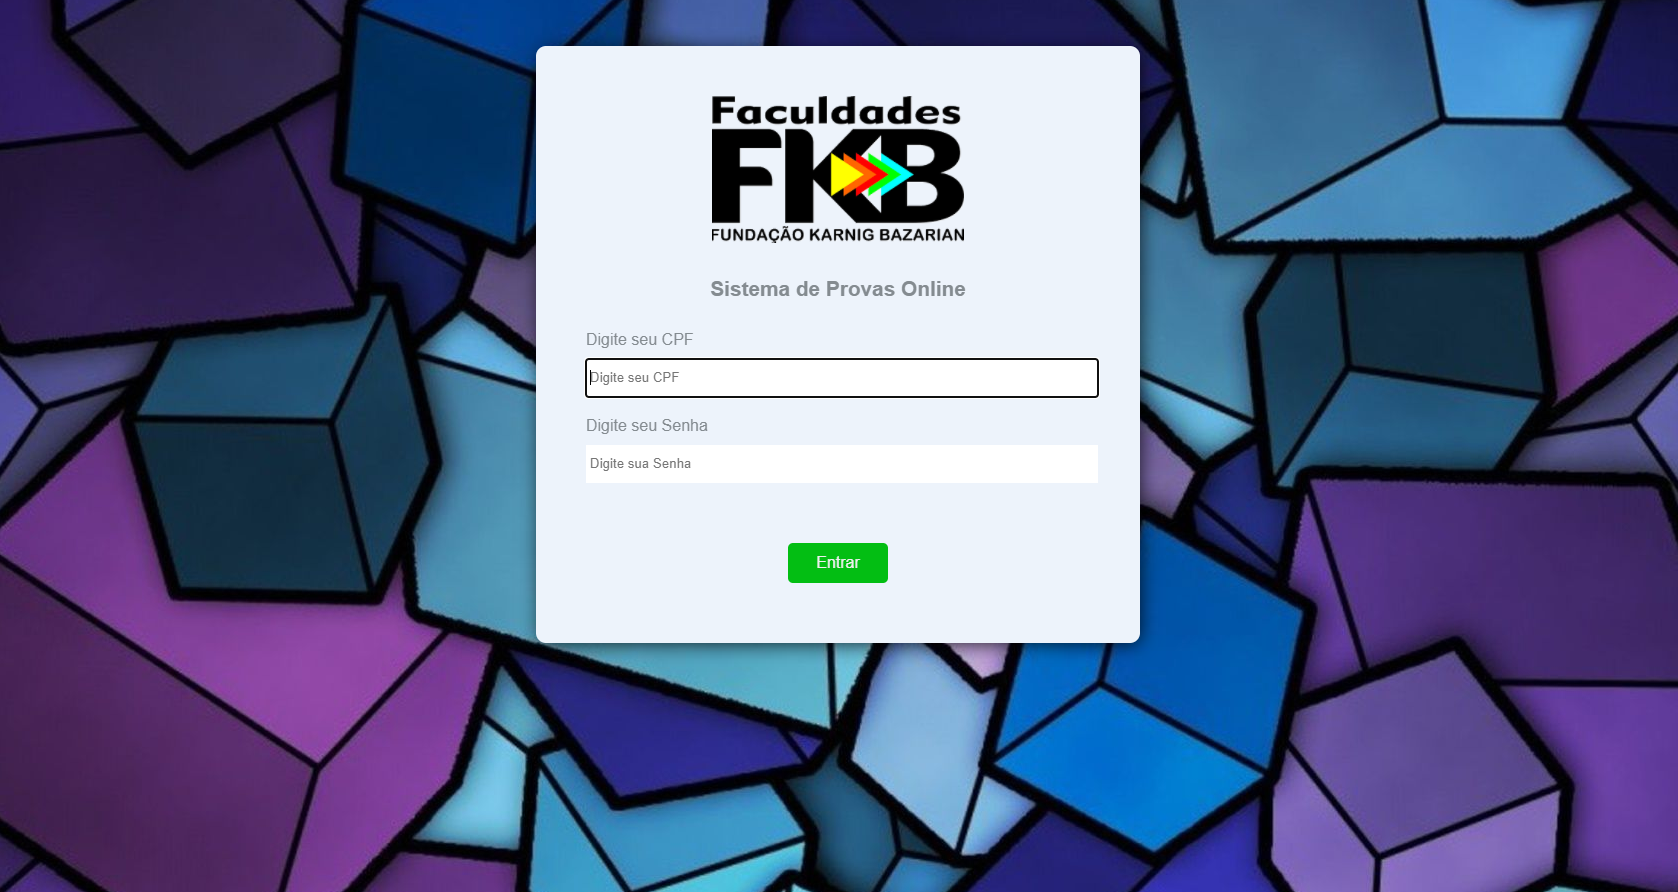 Faculdades
FKB
FUNDAÇÃO KARNIG BAZARIAN
Sistema de Provas Online
Digite seu CPF
Digite seu CPF
Digite seu Senha
Digite sua Senha
Entrar